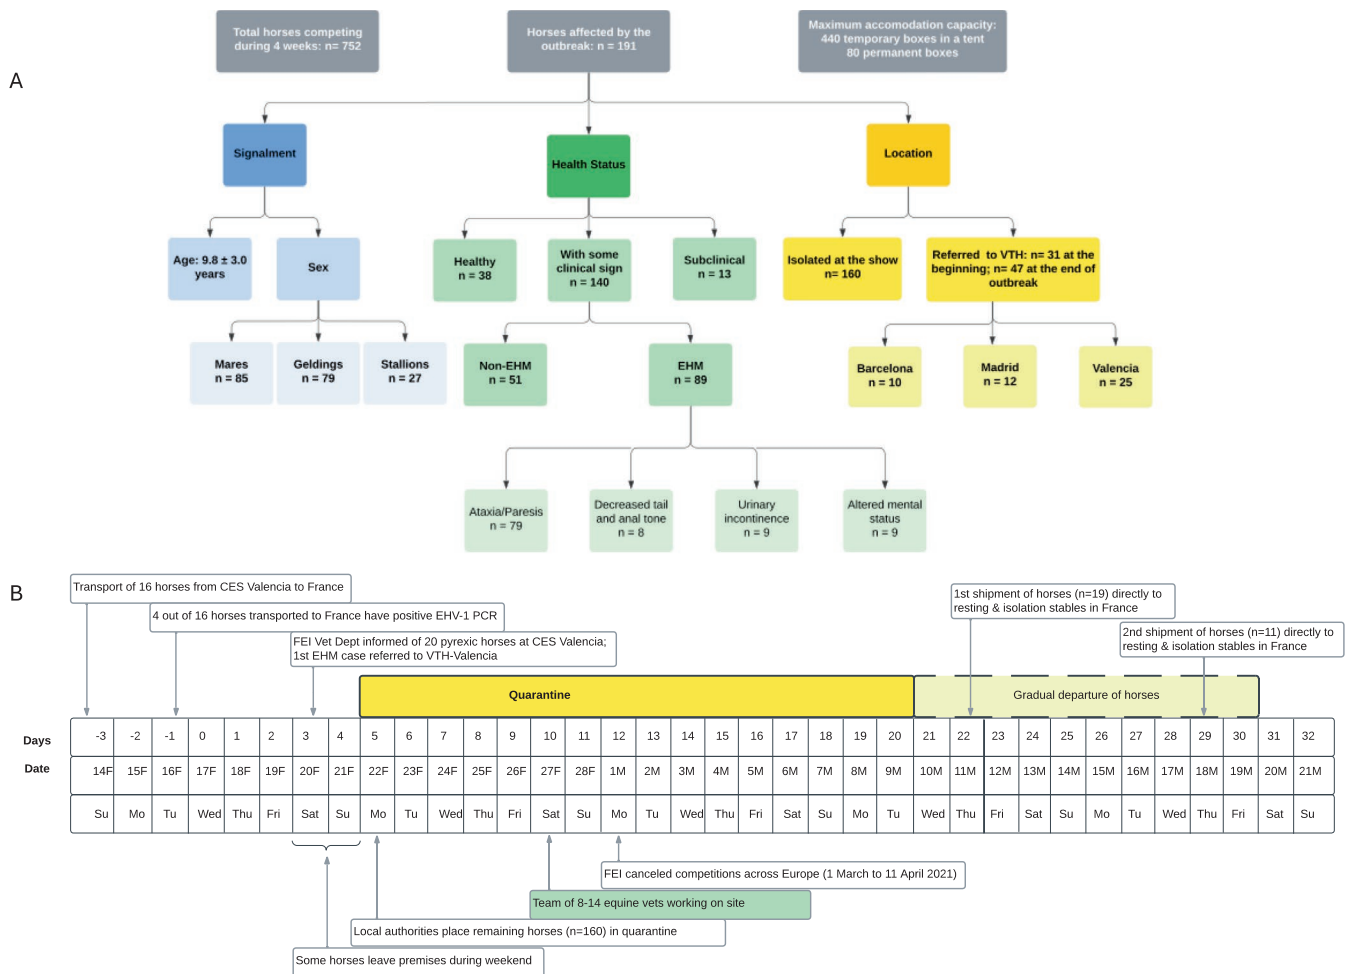 A
Total horses competing
during 4 weeks: n= 752
Horses affected by the
outbreak: n = 191
Maximum accomodation capacity:
440 temporary boxes in a tent
80 permanent boxes
Signalment
Health Status
Location
Age: 9.8 ± 3.0
years
Sex
Healthy
n = 38
With some
clinical sign
n = 140
Subclinical
n = 13
Isolated at the show
n= 160
Referred to VTH: n= 31 at the
beginning; n= 47 at the end of
outbreak
Mares
n = 85
Geldings
n = 79
Stallions
n = 27
Non-EHM
n = 51
EHM
n = 89
Barcelona
n = 10
Madrid
n = 12
Valencia
n = 25
Ataxia/Paresis
n = 79
Decreased tail
and anal tone
n = 8
Urinary
incontinence
n = 9
Altered mental
status
n = 9
B
Transport of 16 horses from CES Valencia to France
4 out of 16 horses transported to France have positive EHV-1 PCR
FEI Vet Dept informed of 20 pyrexic horses at CES Valencia;
1st EHM case referred to VTH-Valencia
1st shipment of horses (n=19) directly to
resting & isolation stables in France
2nd shipment of horses (n=11) directly to
resting & isolation stables in France
Quarantine
Gradual departure of horses
Days -3 -2 -1 0 1 2 3 4 5 6 7 8 9 10 11 12 13 14 15 16 17 18 19 20 21 22 23 24 25 26 27 28 29 30 31 32
Date 14F 15F 16F 17F 18F 19F 20F 21F 22F 23F 24F 25F 26F 27F 28F 1M 2M 3M 4M 5M 6M 7M 8M 9M 10M 11M 12M 13M 14M 15M 16M 17M 18M 19M 20M 21M
Su Mo Tu Wed Thu Fri Sat Su Mo Tu Wed Thu Fri Sat Su Mo Tu Wed Thu Fri Sat Su Mo Tu Wed Thu Fri Sat Su Mo Tu Wed Thu Fri Sat Su
FEI canceled competitions across Europe (1 March to 11 April 2021)
Team of 8-14 equine vets working on site
Local authorities place remaining horses (n=160) in quarantine
Some horses leave premises during weekend